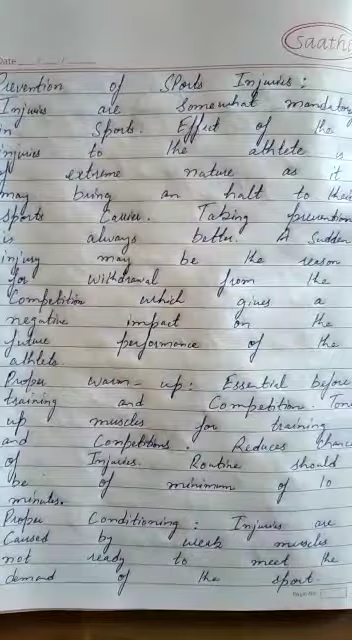 Saathi
Date
Prevention of Sports Injuries:
Injuries are somewhat mandatory
in Sports. Effect of the
injuries to the athlete is
of extreme nature as it
may bring an halt to their
sports Carrier. Taking prevention
is always better. A Sudden
injury may be the reason
for withdrawal from the
Competition which gives a
negative impact on the
future performance of the
athlete.
Proper warm-up: Essential before
training and Competition. Tone
up muscles for training
and Competitions. Reduces chance
of Injuries. Routine should
be of minimum of 10
minutes.
Proper Conditioning: Injuries are
Caused by weak muscles
not ready to meet the
demand of the sport.
Page No.